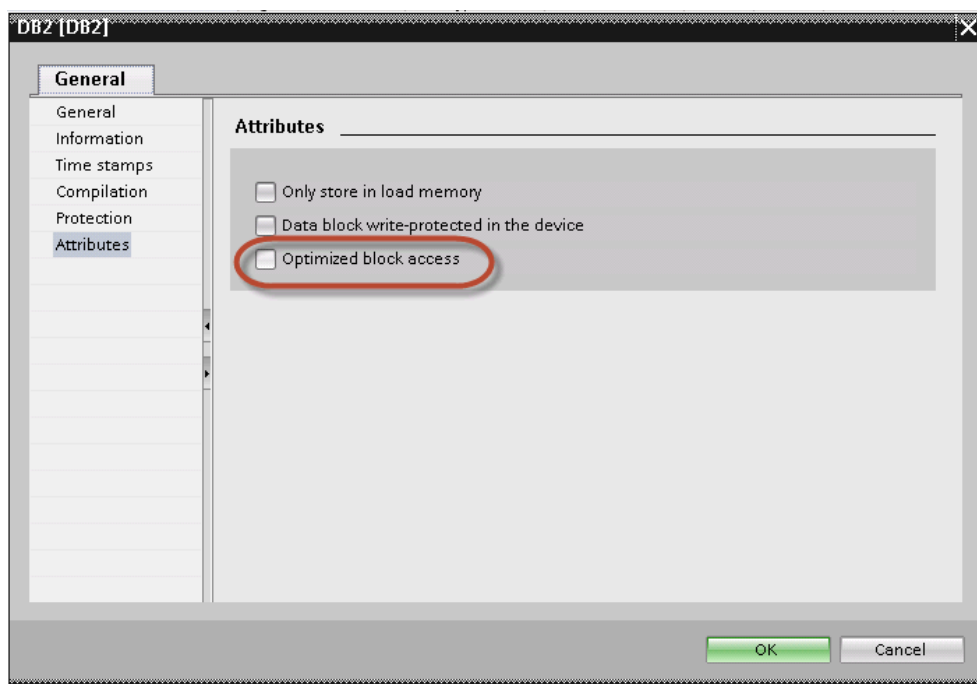 DB2 [DB2]
General
General
Information
Time stamps
Compilation
Protection
Attributes
Attributes
Only store in load memory
Data block write-protected in the device
Optimized block access
OK
Cancel